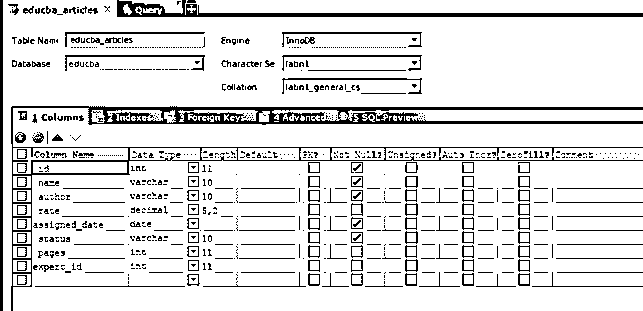 educba_articles × Query
Table Name educba_articles Engine InnoDB
Database educba Character Se latin1
Collation latin1_general_cs
1 Columns 2 Indexes 3 Foreign Keys 4 Advanced 5 SQL Preview
Column Name Data Type Length Default PK? Not Null? Unsigned? Auto Incr? Zerofill? Comment
id int 11
name varchar 10
author varchar 10
rate decimal 5,2
assigned_date date
status varchar 10
pages int 11
expert_id int 11